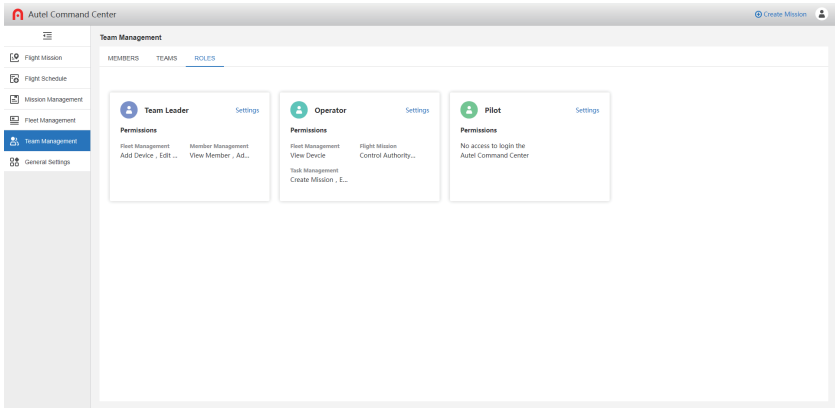 Autel Command Center
Create Mission
Team Management
Flight Mission
Flight Schedule
Mission Management
Fleet Management
Team Management
General Settings
MEMBERS TEAMS ROLES
Team Leader Settings
Permissions
Fleet Management Member Management
Add Device , Edit ... View Member , Ad...
Operator Settings
Permissions
Fleet Management Flight Mission
View Devcie Control Authority...
Task Management
Create Mission , E...
Pilot Settings
Permissions
No access to login the
Autel Command Center